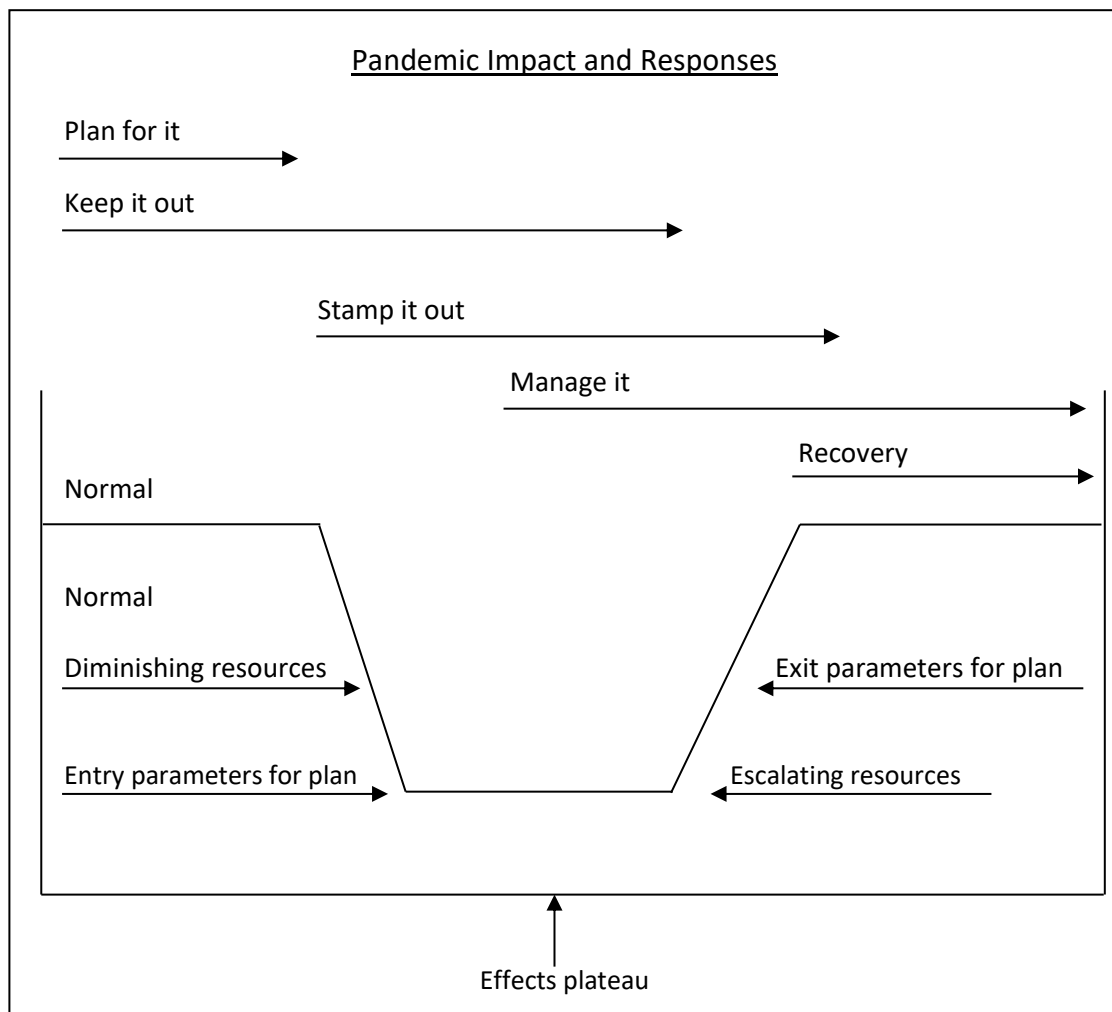 Pandemic Impact and Responses
Plan for it
Keep it out
Stamp it out
Manage it
Recovery
Normal
Normal
Diminishing resources
Exit parameters for plan
Entry parameters for plan
Escalating resources
Effects plateau